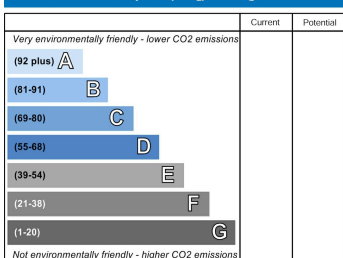 Current Potential
Very environmentally friendly - lower CO2 emissions
(92 plus) A
(81-91) B
(69-80) C
(55-68) D
(39-54) E
(21-38) F
(1-20) G
Not environmentally friendly - higher CO2 emissions